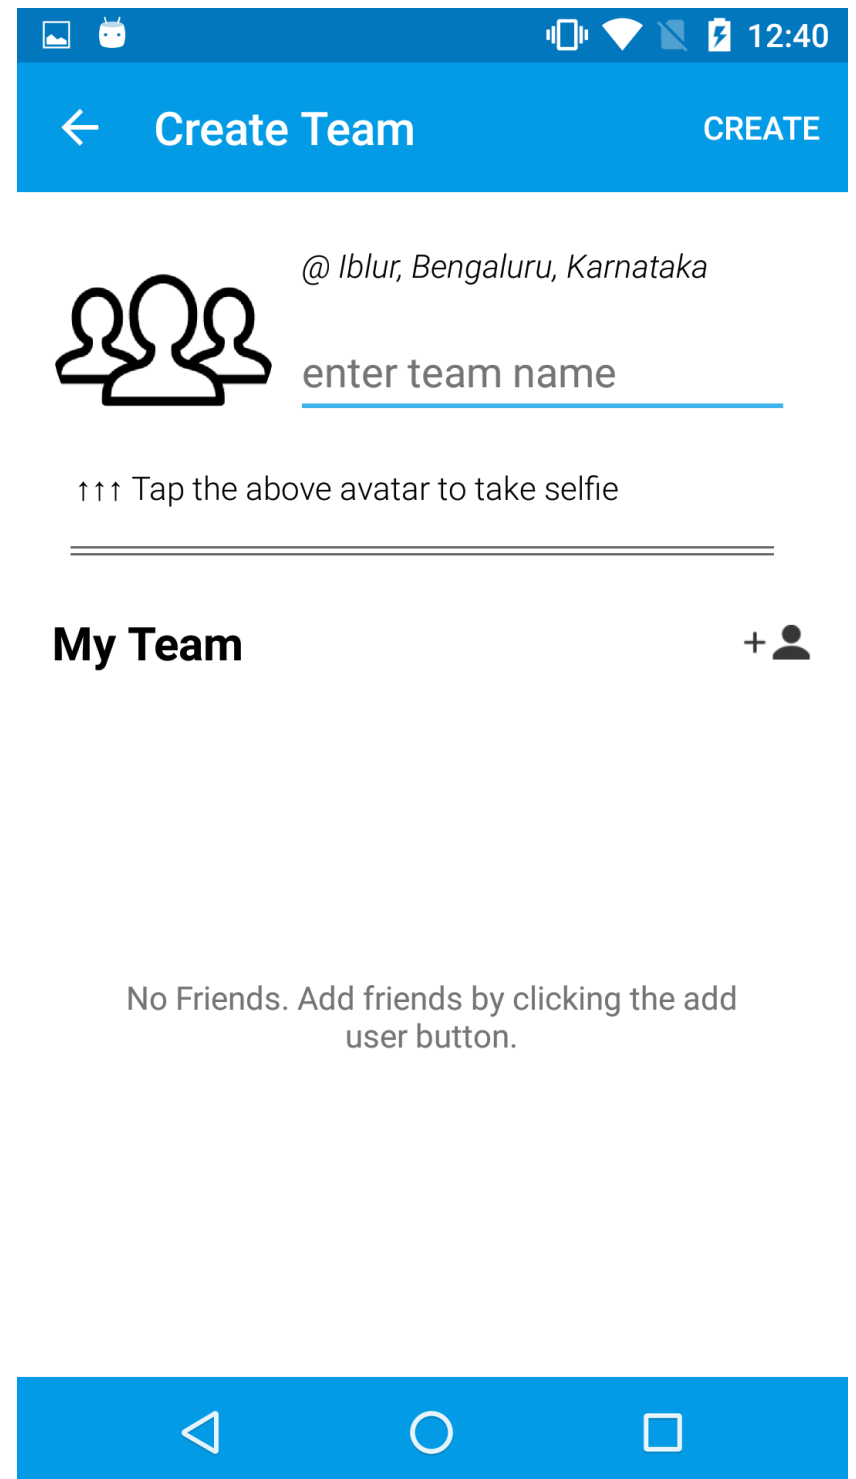 12:40
Create Team
CREATE
@ Iblur, Bengaluru, Karnataka
enter team name
↑↑↑ Tap the above avatar to take selfie
My Team
+
No Friends. Add friends by clicking the add
user button.